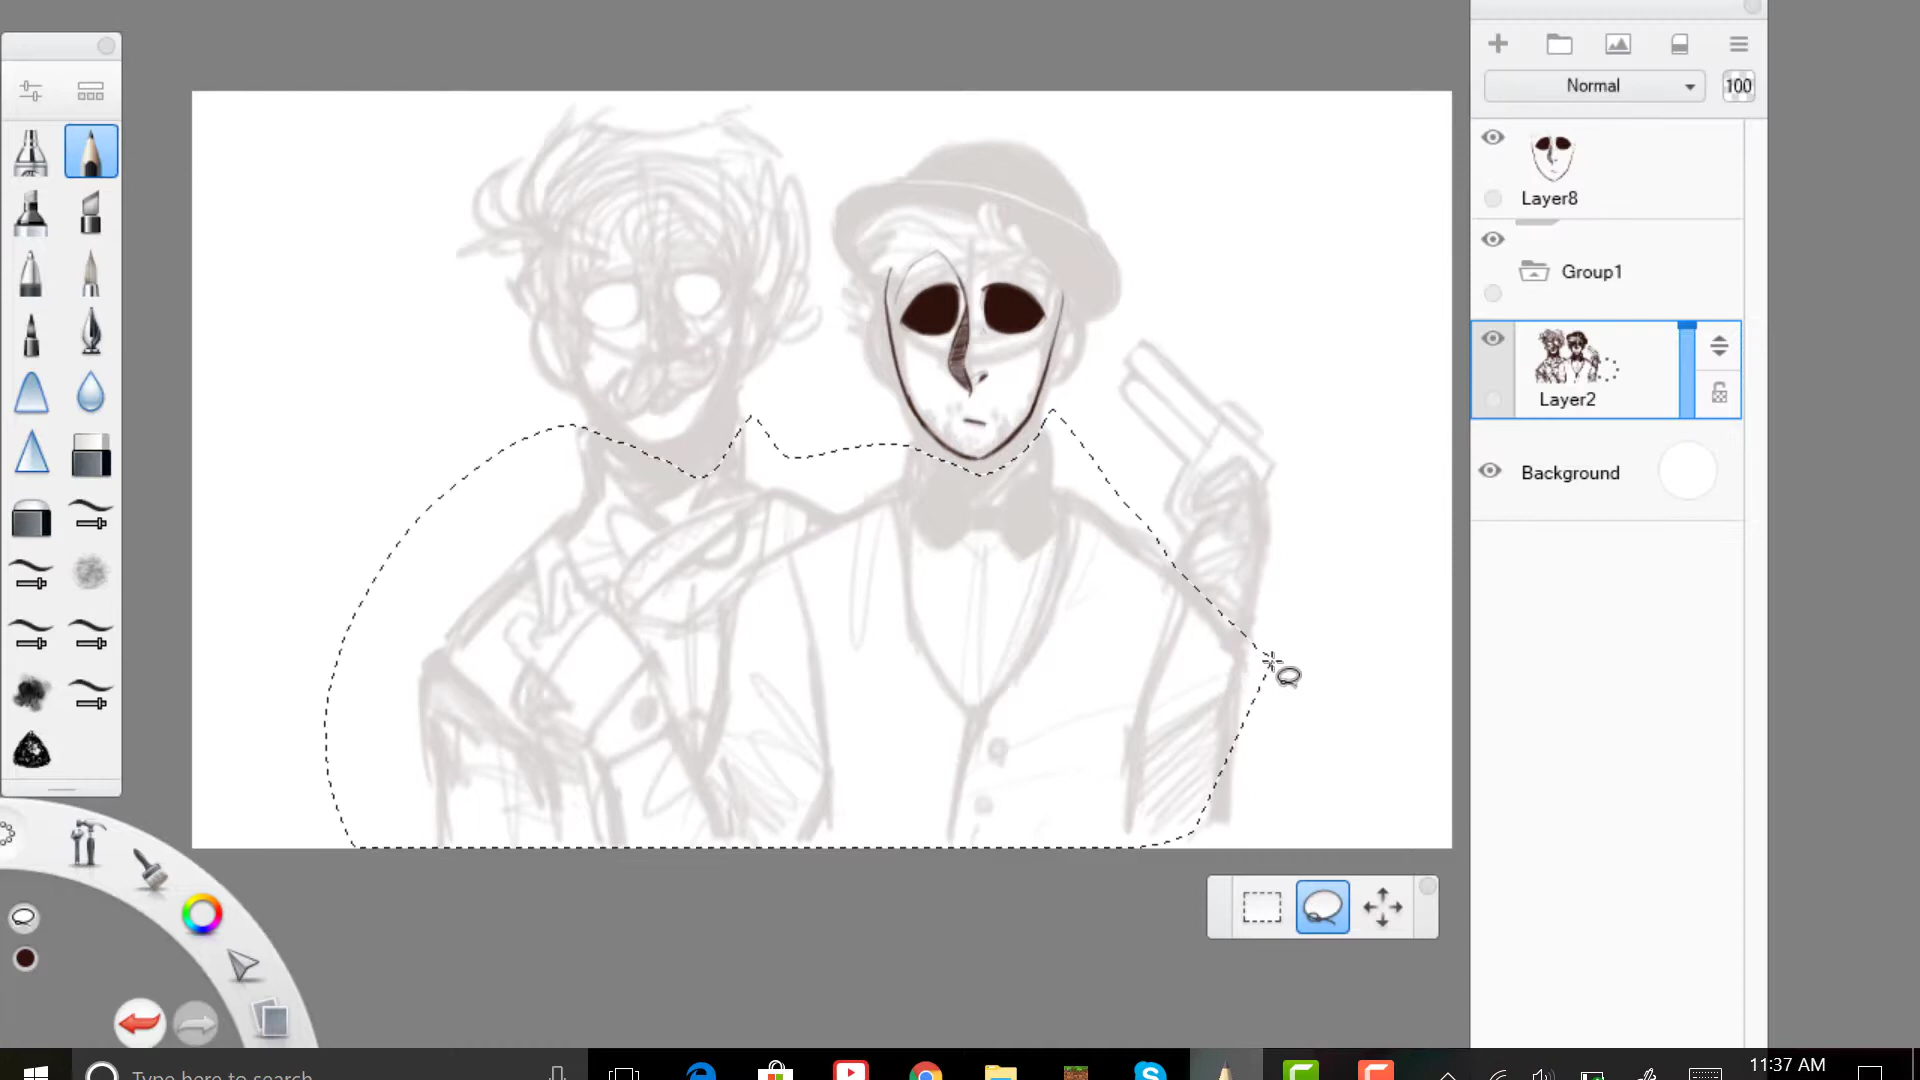 Normal
100
Layer8
Group1
Layer2
Background
Type here to search
11:37 AM